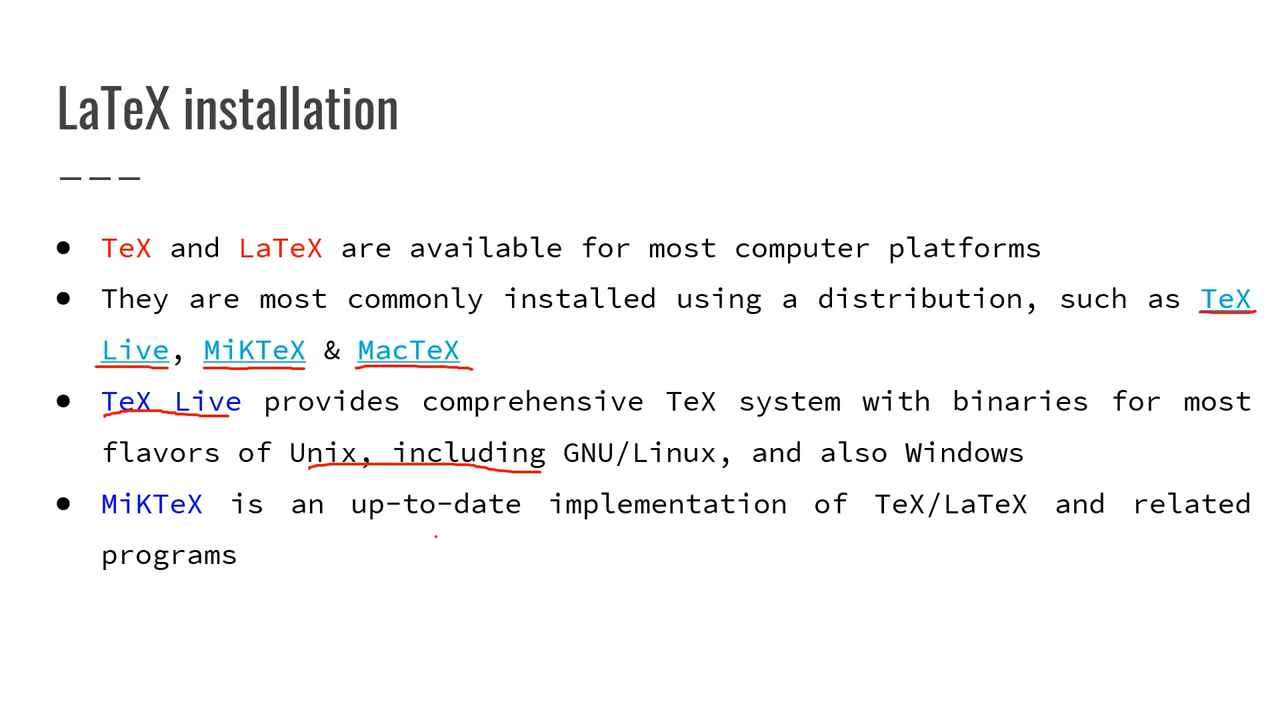 LaTeX installation
● TeX and LaTeX are available for most computer platforms
● They are most commonly installed using a distribution, such as TeX
Live, MiKTeX & MacTeX
● TeX Live provides comprehensive TeX system with binaries for most
flavors of Unix, including GNU/Linux, and also Windows
● MiKTeX is an up-to-date implementation of TeX/LaTeX and related
programs